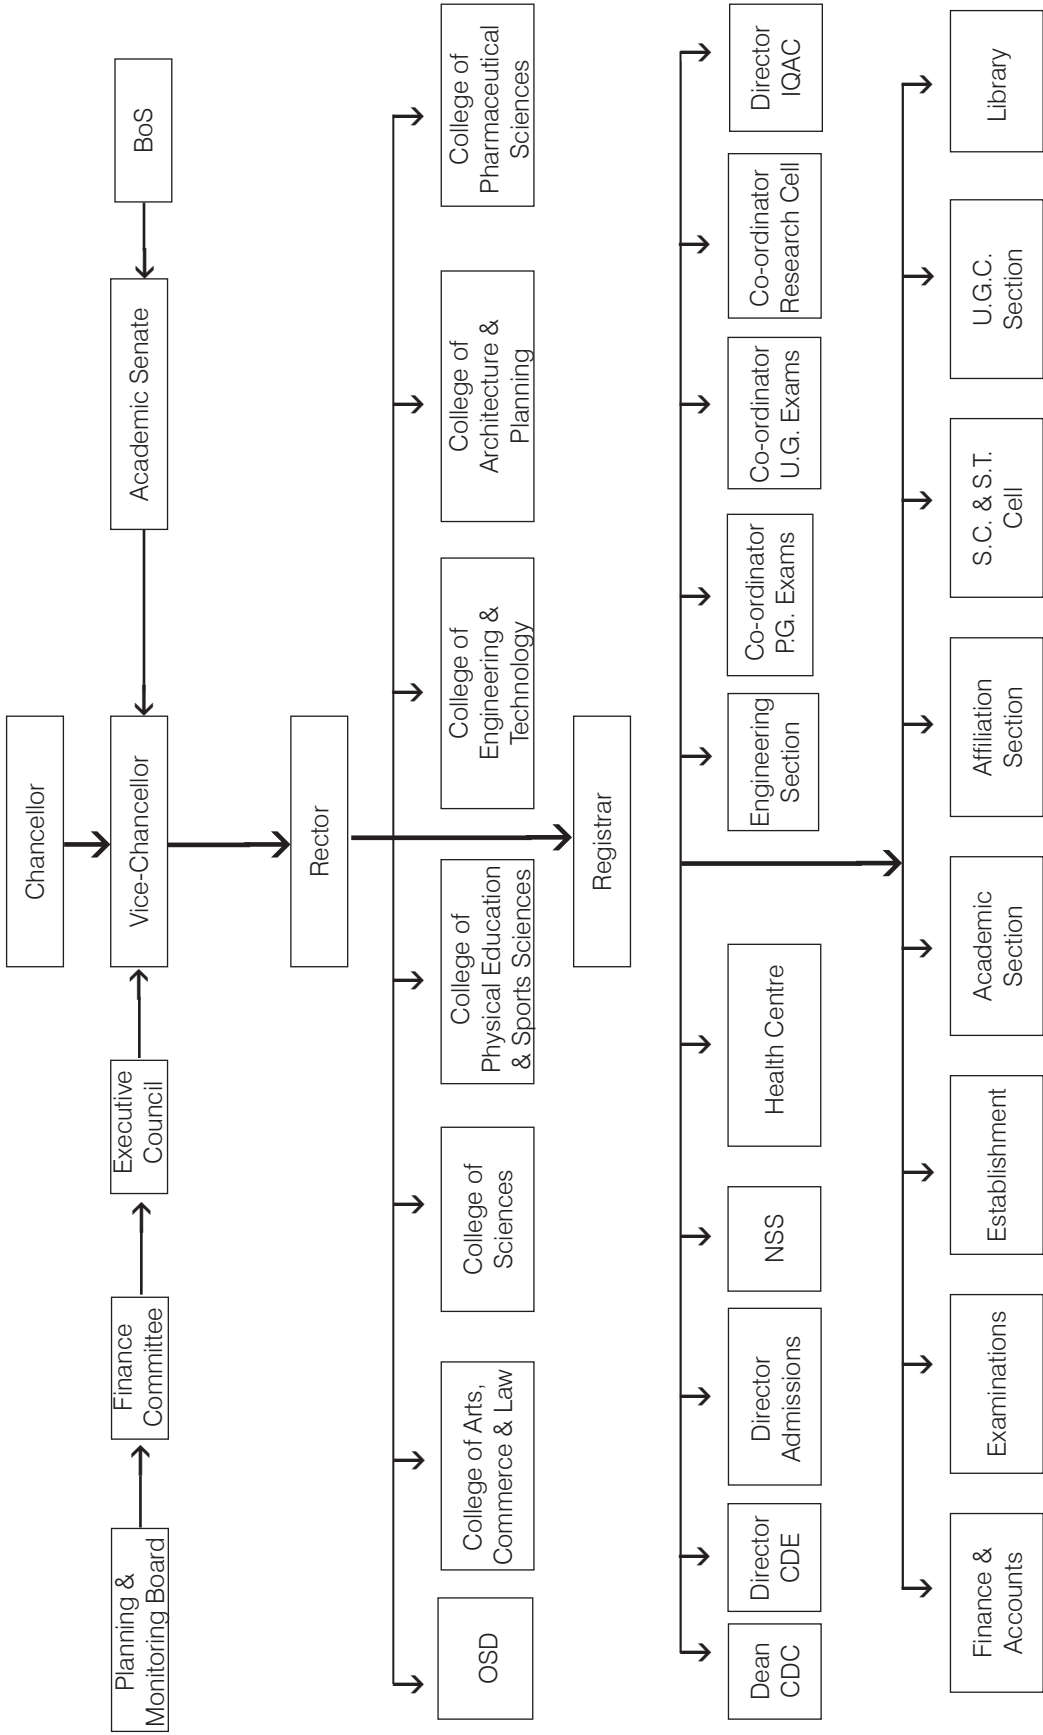 Chancellor
Planning &
Monitoring Board
Finance
Committee
Executive
Council
Vice-Chancellor
Academic Senate
BoS
Rector
OSD
College of Arts,
Commerce & Law
College of
Sciences
College of
Physical Education
& Sports Sciences
College of
Engineering &
Technology
College of
Architecture &
Planning
College of
Pharmaceutical
Sciences
Registrar
Dean
CDC
Director
CDE
Director
Admissions
NSS
Health Centre
Engineering
Section
Co-ordinator
P.G. Exams
Co-ordinator
U.G. Exams
Co-ordinator
Research Cell
Director
IQAC
Finance &
Accounts
Examinations
Establishment
Academic
Section
Affiliation
Section
S.C. & S.T.
Cell
U.G.C.
Section
Library